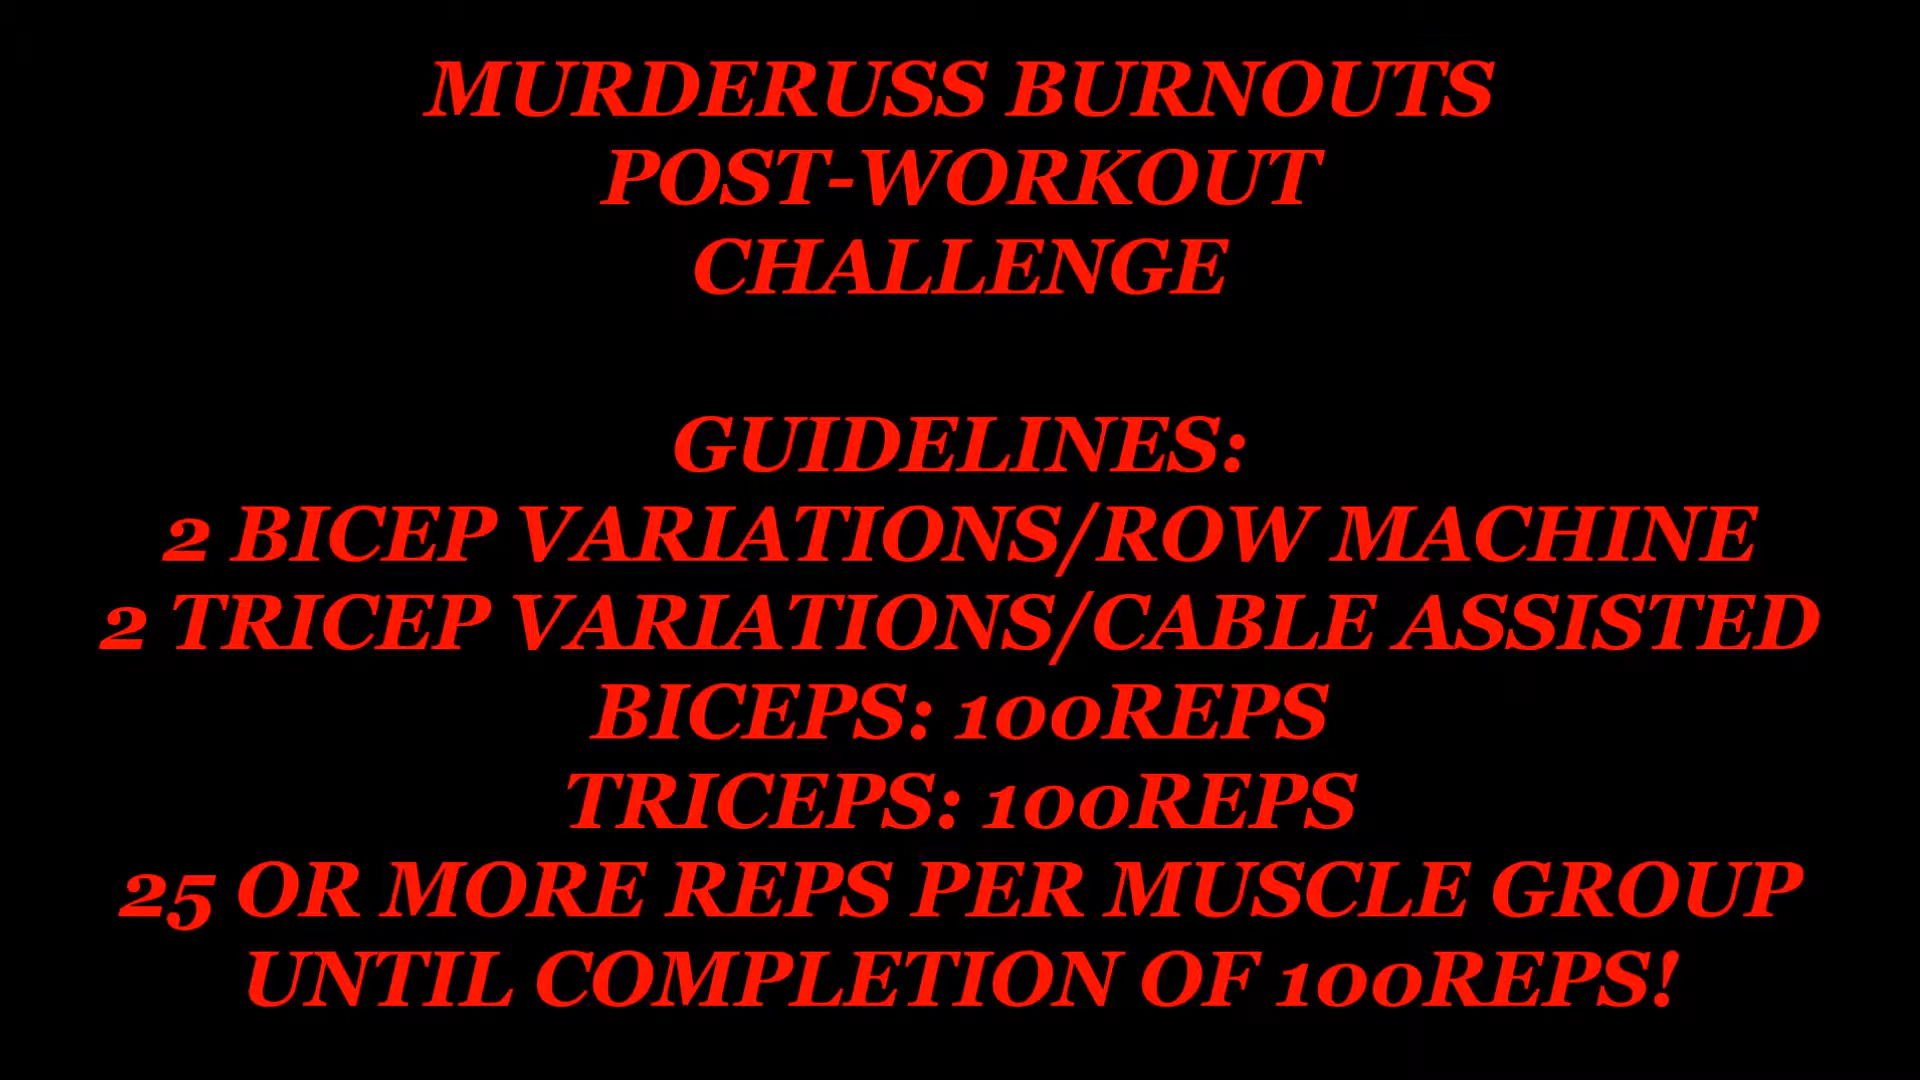 MURDERUSS BURNOUTS
POST-WORKOUT
CHALLENGE
GUIDELINES:
2 BICEP VARIATIONS/ROW MACHINE
2 TRICEP VARIATIONS/CABLE ASSISTED
BICEPS: 100REPS
TRICEPS: 100REPS
25 OR MORE REPS PER MUSCLE GROUP
UNTIL COMPLETION OF 100REPS!